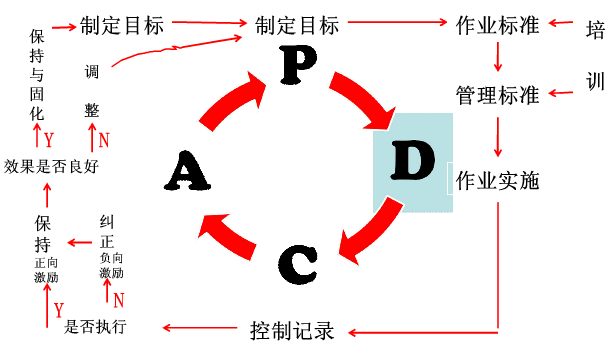 制定目标
制定目标
作业标准
培训
保持与固化
调整
P
管理标准
Y
N
效果是否良好
A
D
作业实施
保持
正向
激励
纠正
负向
激励
C
Y
N
是否执行
控制记录